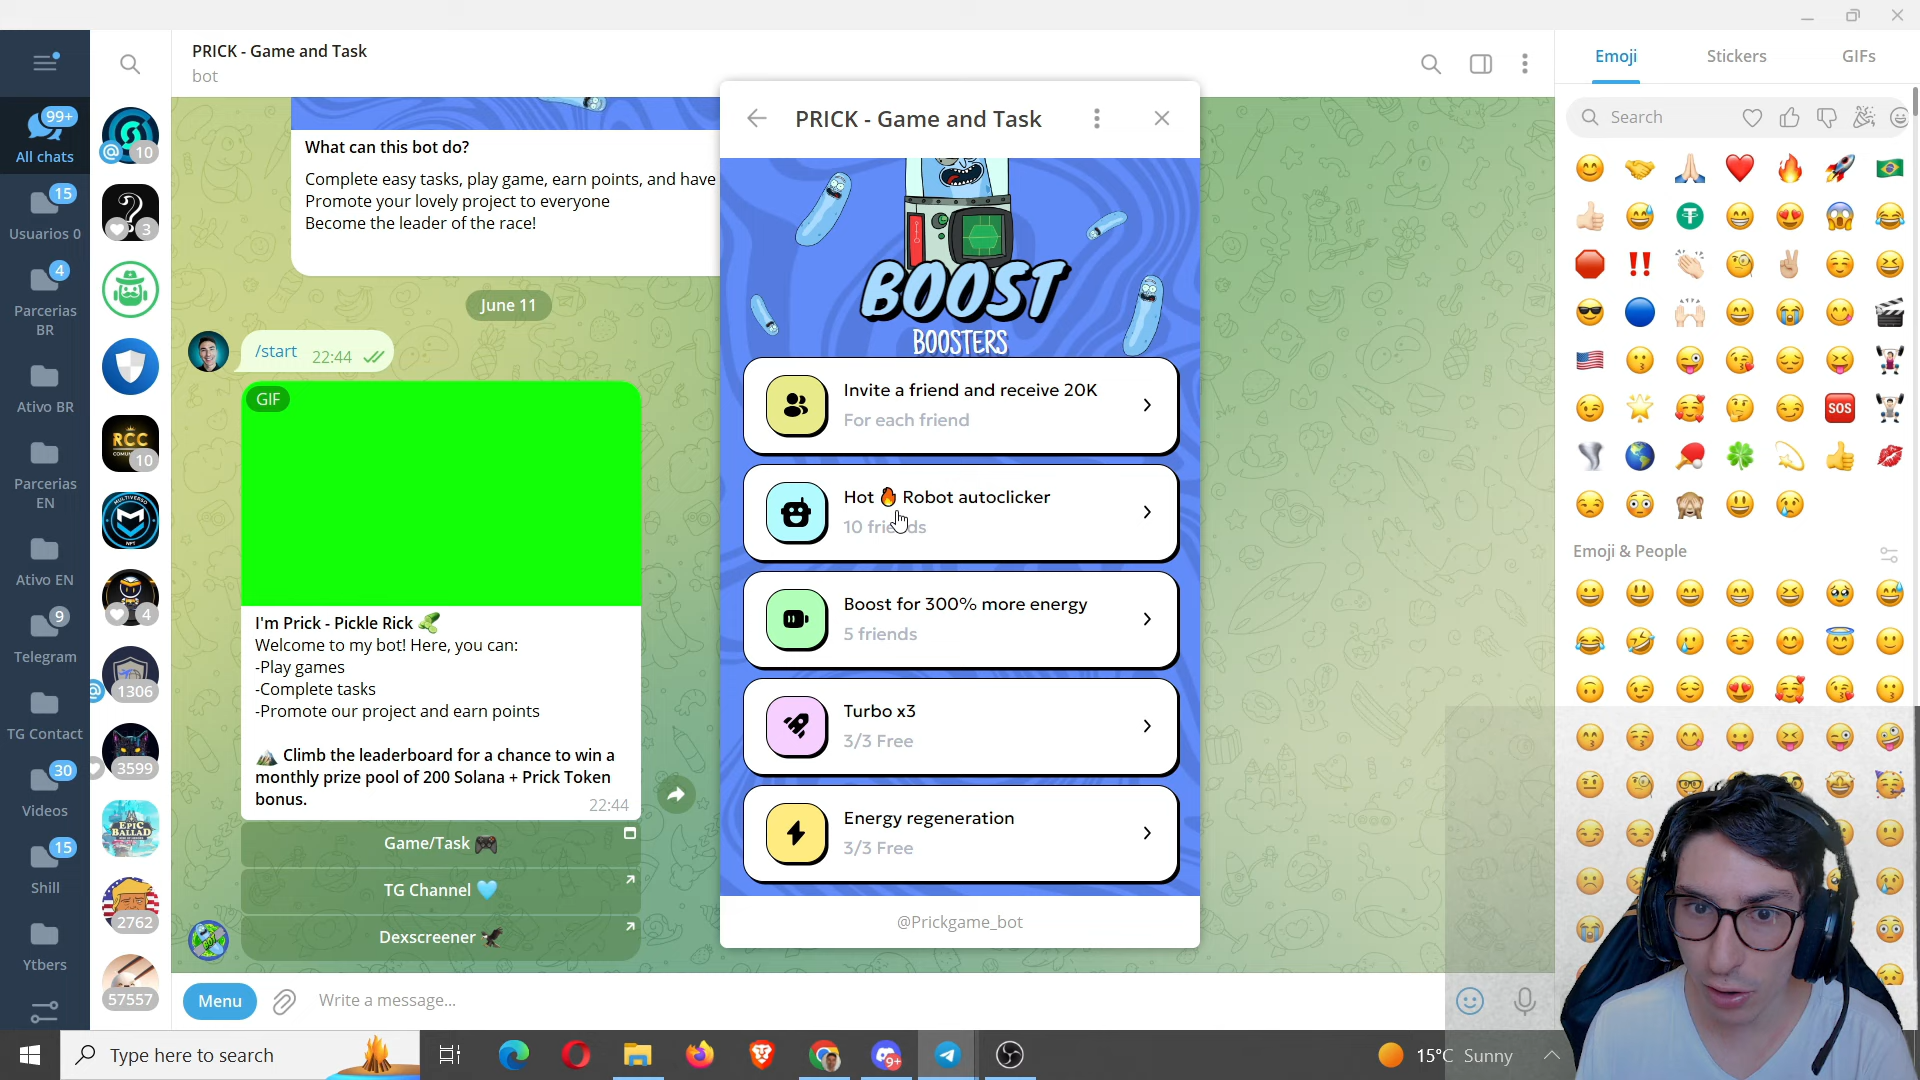 PRICK - Game and Task
bot
Emoji
Stickers
GIFs
Search
99+
All chats
15
Usuarios 0
4
Parcerias
BR
Ativo BR
Parcerias
EN
Ativo EN
9
Telegram
TG Contact
30
Videos
15
Shill
Ytbers
10
3
RCC
10
MULTIVERSO
NFT
4
1306
3599
EPIC
BALLAD
2762
57557
What can this bot do?
Complete easy tasks, play game, earn points, and have
Promote your lovely project to everyone
Become the leader of the race!
June 11
/start 22:44
GIF
I'm Prick - Pickle Rick
Welcome to my bot! Here, you can:
-Play games
-Complete tasks
-Promote our project and earn points
Climb the leaderboard for a chance to win a
monthly prize pool of 200 Solana + Prick Token
bonus.
22:44
Game/Task
TG Channel
Dexscreener
Menu
Write a message...
PRICK - Game and Task
BOOST
BOOSTERS
Invite a friend and receive 20K
For each friend
Hot Robot autoclicker
10 friends
Boost for 300% more energy
5 friends
Turbo x3
3/3 Free
Energy regeneration
3/3 Free
@Prickgame_bot
SOS
Emoji & People
Type here to search
9+
15°C Sunny